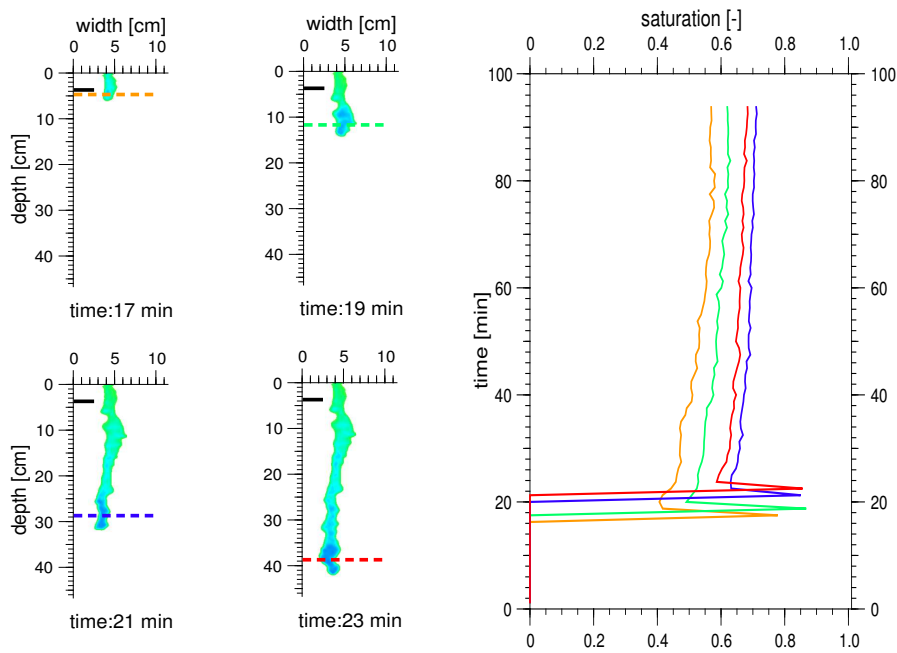 width [cm]
0 5 10
0
10
20
30
40
depth [cm]
time:17 min
width [cm]
0 5 10
0
10
20
30
40
time:19 min
0 5 10
0
10
20
30
40
depth [cm]
time:21 min
0 5 10
0
10
20
30
40
time:23 min
saturation [-]
0 0.2 0.4 0.6 0.8 1.0
100 100
80 80
60 60
time [min]
40 40
20 20
0 0
0 0.2 0.4 0.6 0.8 1.0